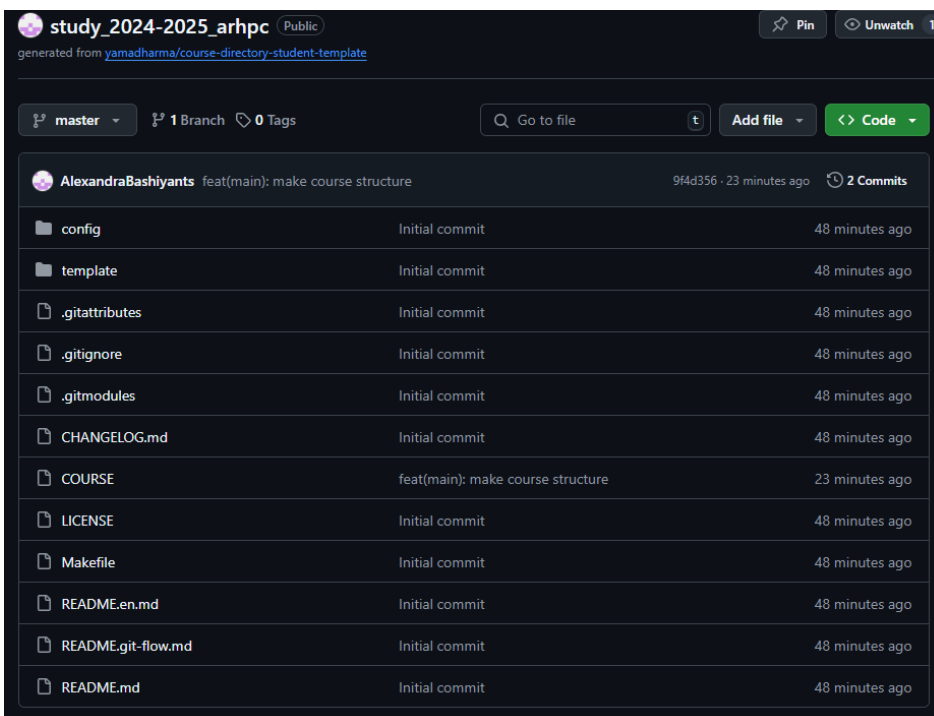 study_2024-2025_arhpc Public Pin Unwatch 1
generated from yamadharma/course-directory-student-template
master 1 Branch 0 Tags Go to file t Add file Code
AlexandraBashiyants feat(main): make course structure 9f4d356 · 23 minutes ago 2 Commits
config Initial commit 48 minutes ago
template Initial commit 48 minutes ago
.gitattributes Initial commit 48 minutes ago
.gitignore Initial commit 48 minutes ago
.gitmodules Initial commit 48 minutes ago
CHANGELOG.md Initial commit 48 minutes ago
COURSE feat(main): make course structure 23 minutes ago
LICENSE Initial commit 48 minutes ago
Makefile Initial commit 48 minutes ago
README.en.md Initial commit 48 minutes ago
README.git-flow.md Initial commit 48 minutes ago
README.md Initial commit 48 minutes ago